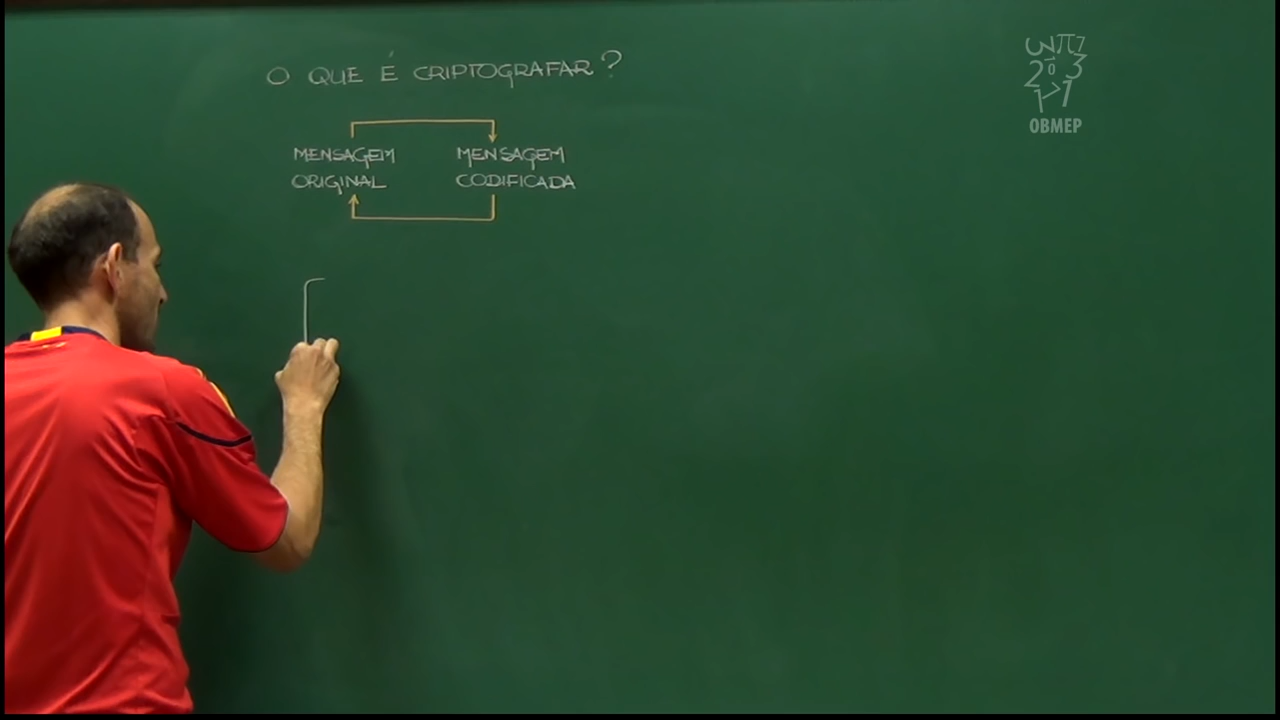 O QUE É CRIPTOGRAFAR?
MENSAGEM ORIGINAL
MENSAGEM CODIFICADA
OBMEP